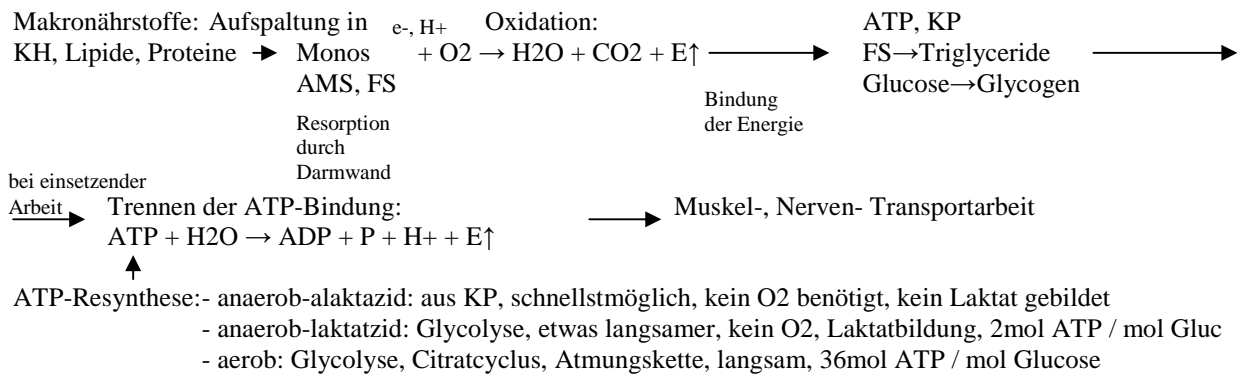 Makronährstoffe: Aufspaltung in e-, H+ Oxidation: ATP, KP
KH, Lipide, Proteine → Monos + O2 → H2O + CO2 + E↑ FS→Triglyceride
AMS, FS Glucose→Glycogen
Bindung
der Energie
Resorption
durch
Darmwand
bei einsetzender
Arbeit Trennen der ATP-Bindung: Muskel-, Nerven- Transportarbeit
ATP + H2O → ADP + P + H+ + E↑
ATP-Resynthese:- anaerob-alaktazid: aus KP, schnellstmöglich, kein O2 benötigt, kein Laktat gebildet
- anaerob-laktatzid: Glycolyse, etwas langsamer, kein O2, Laktatbildung, 2mol ATP / mol Gluc
- aerob: Glycolyse, Citratcyclus, Atmungskette, langsam, 36mol ATP / mol Glucose